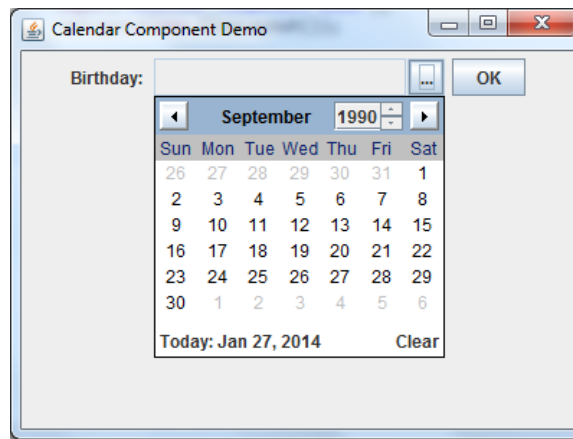 Calendar Component Demo
Birthday: ... OK
September 1990
Sun Mon Tue Wed Thu Fri Sat
26 27 28 29 30 31 1
2 3 4 5 6 7 8
9 10 11 12 13 14 15
16 17 18 19 20 21 22
23 24 25 26 27 28 29
30 1 2 3 4 5 6
Today: Jan 27, 2014 Clear